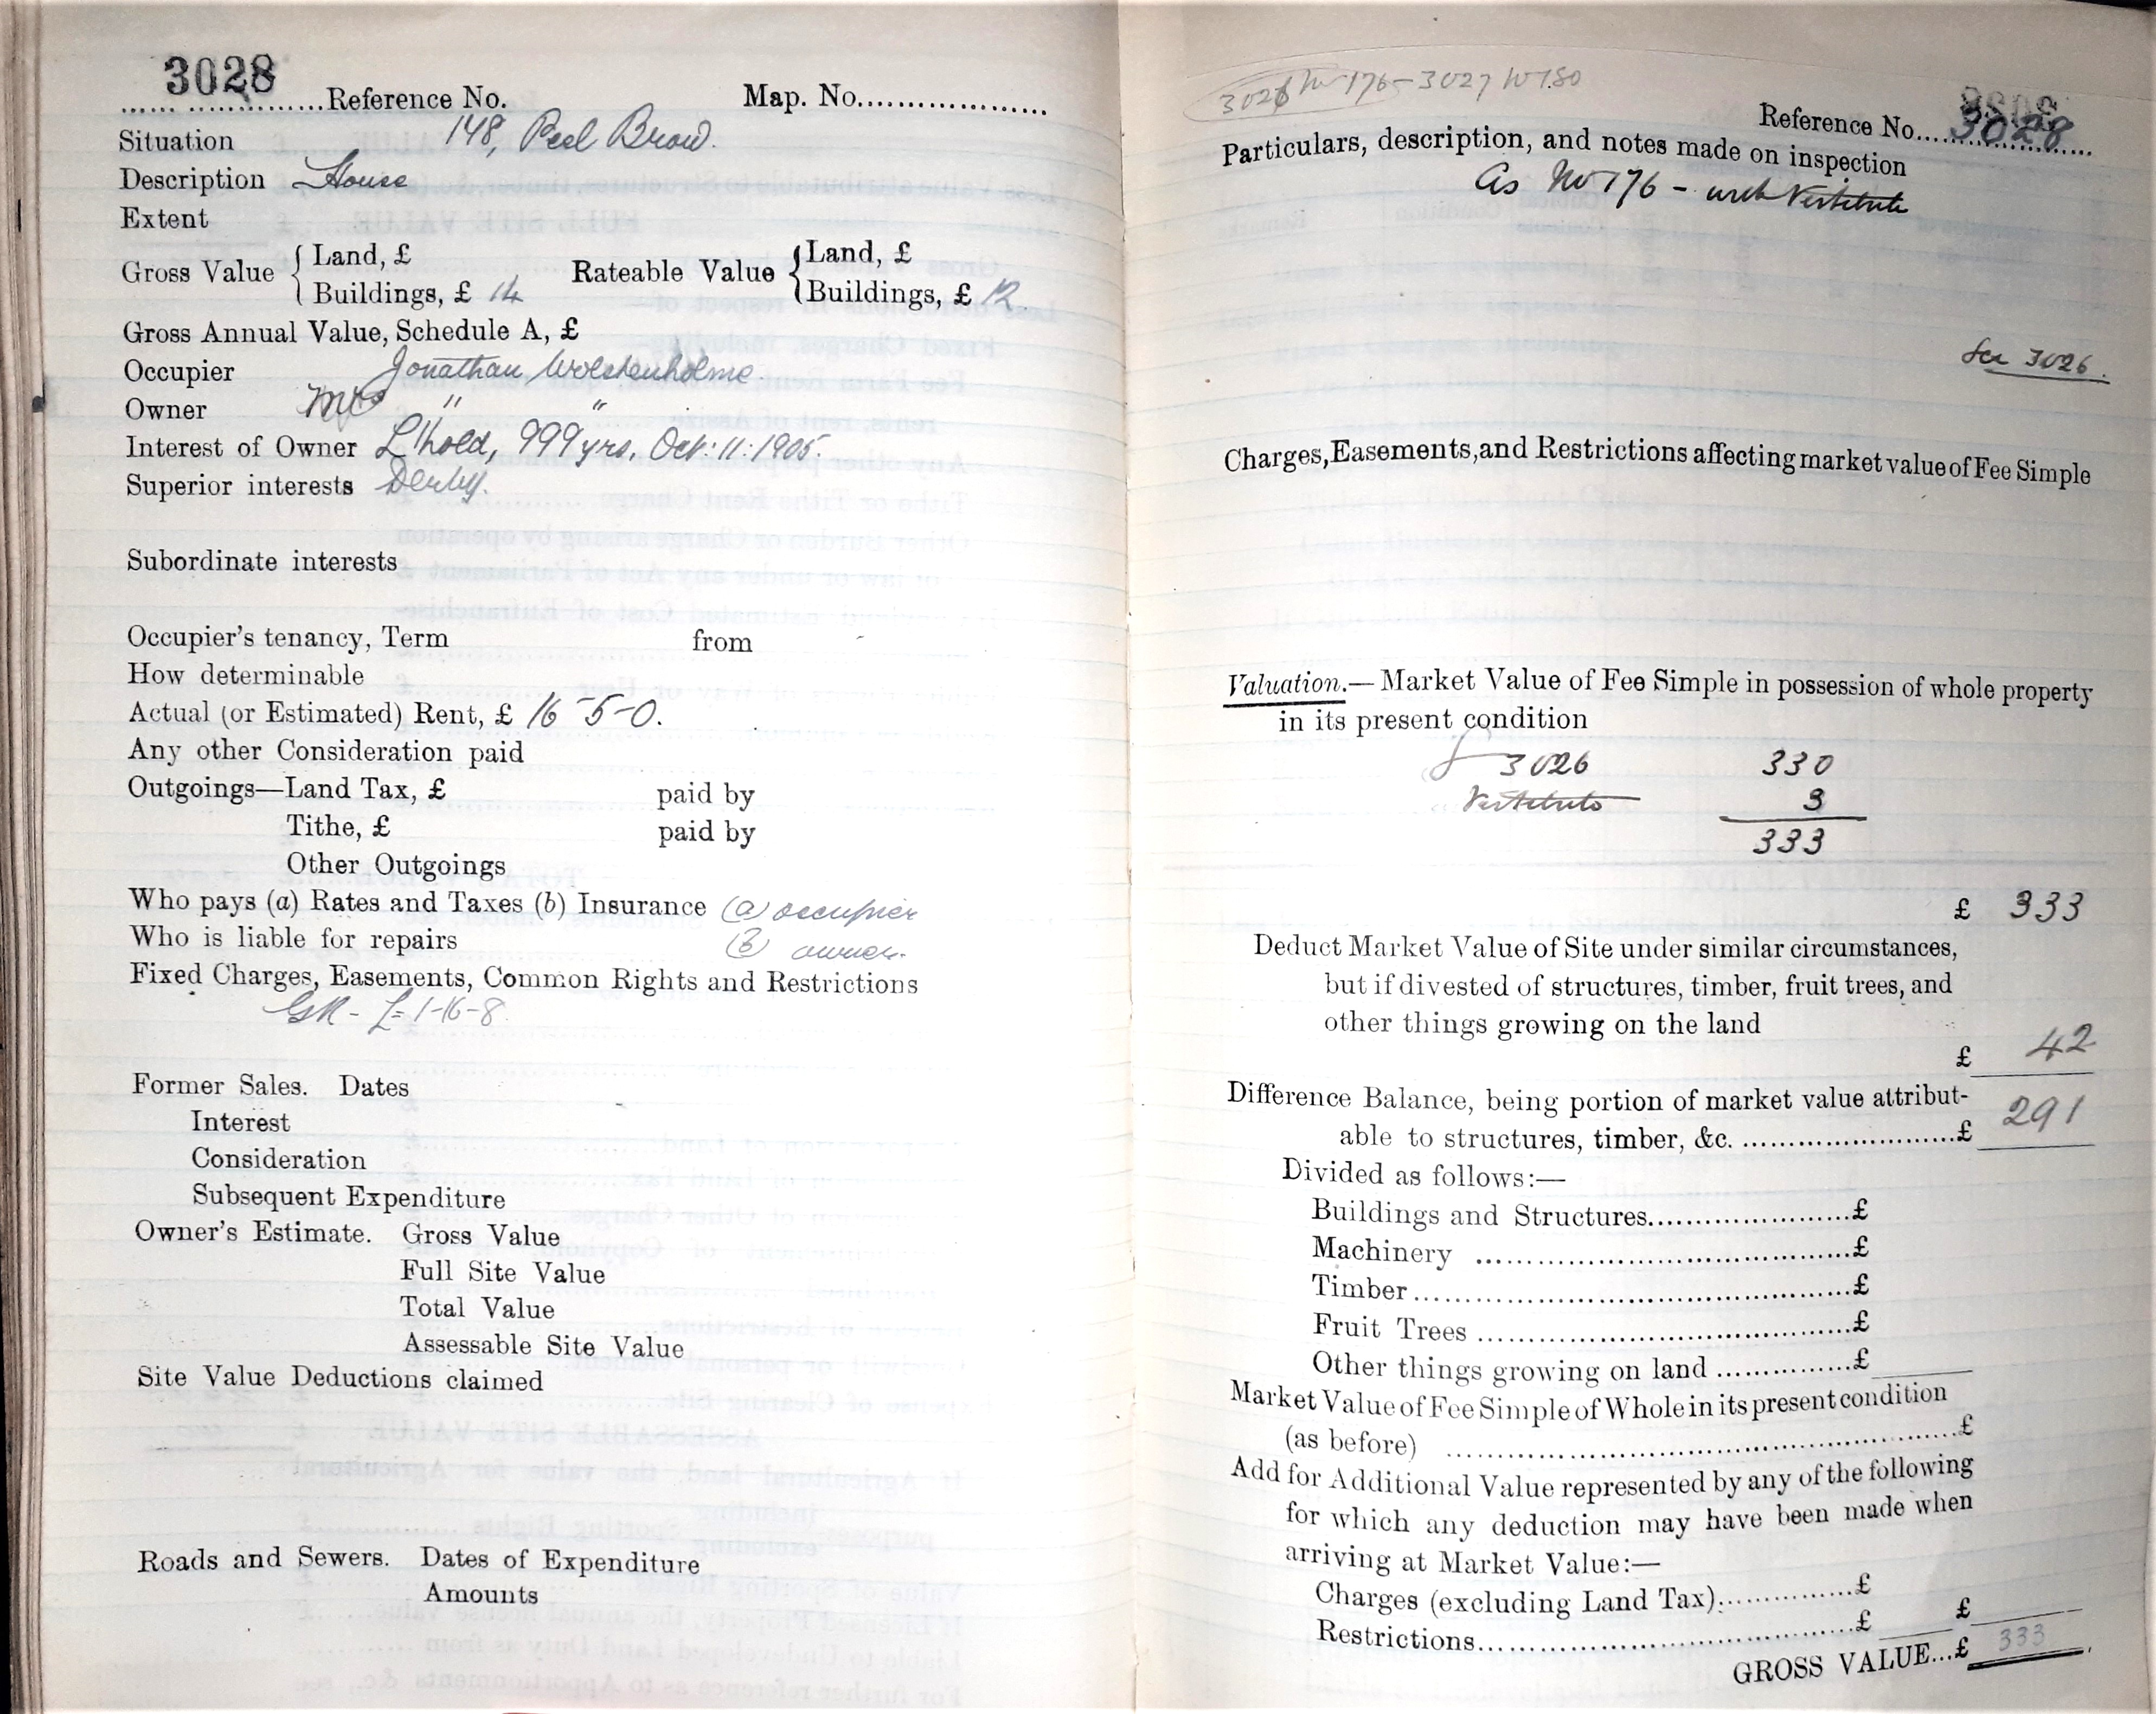 3028
Reference No. Map. No.
Situation 148, Peel Brow.
Description House
Extent
Gross Value { Land, £ Rateable Value { Land, £
Buildings, £ 14 Buildings, £ 12
Gross Annual Value, Schedule A, £
Occupier Jonathan Wolstenholme
Owner Mrs " "
Interest of Owner L'hold, 999 yrs. Oct: 11: 1905.
Superior interests Derby.
Subordinate interests
Occupier's tenancy, Term from
How determinable
Actual (or Estimated) Rent, £ 16-5-0.
Any other Consideration paid
Outgoings—Land Tax, £ paid by
Tithe, £ paid by
Other Outgoings
Who pays (a) Rates and Taxes (b) Insurance (a) occupier
Who is liable for repairs (B) owner.
Fixed Charges, Easements, Common Rights and Restrictions
GR - £1-16-8
Former Sales. Dates
Interest
Consideration
Subsequent Expenditure
Owner's Estimate. Gross Value
Full Site Value
Total Value
Assessable Site Value
Site Value Deductions claimed
Roads and Sewers. Dates of Expenditure
Amounts
3026 No 176 - 3027 No 180
Reference No. 3028
Particulars, description, and notes made on inspection
As No 176 - with Vestibule
See 3026.
Charges, Easements, and Restrictions affecting market value of Fee Simple
Valuation.—Market Value of Fee Simple in possession of whole property
in its present condition
3026 330
Vestibule 3
333
£ 333
Deduct Market Value of Site under similar circumstances,
but if divested of structures, timber, fruit trees, and
other things growing on the land
£ 42
Difference Balance, being portion of market value attribut-
able to structures, timber, &c. £ 291
Divided as follows:—
Buildings and Structures £
Machinery £
Timber £
Fruit Trees £
Other things growing on land £
Market Value of Fee Simple of Whole in its present condition
(as before) £
Add for Additional Value represented by any of the following
for which any deduction may have been made when
arriving at Market Value:—
Charges (excluding Land Tax) £
Restrictions £ £
GROSS VALUE...£ 333